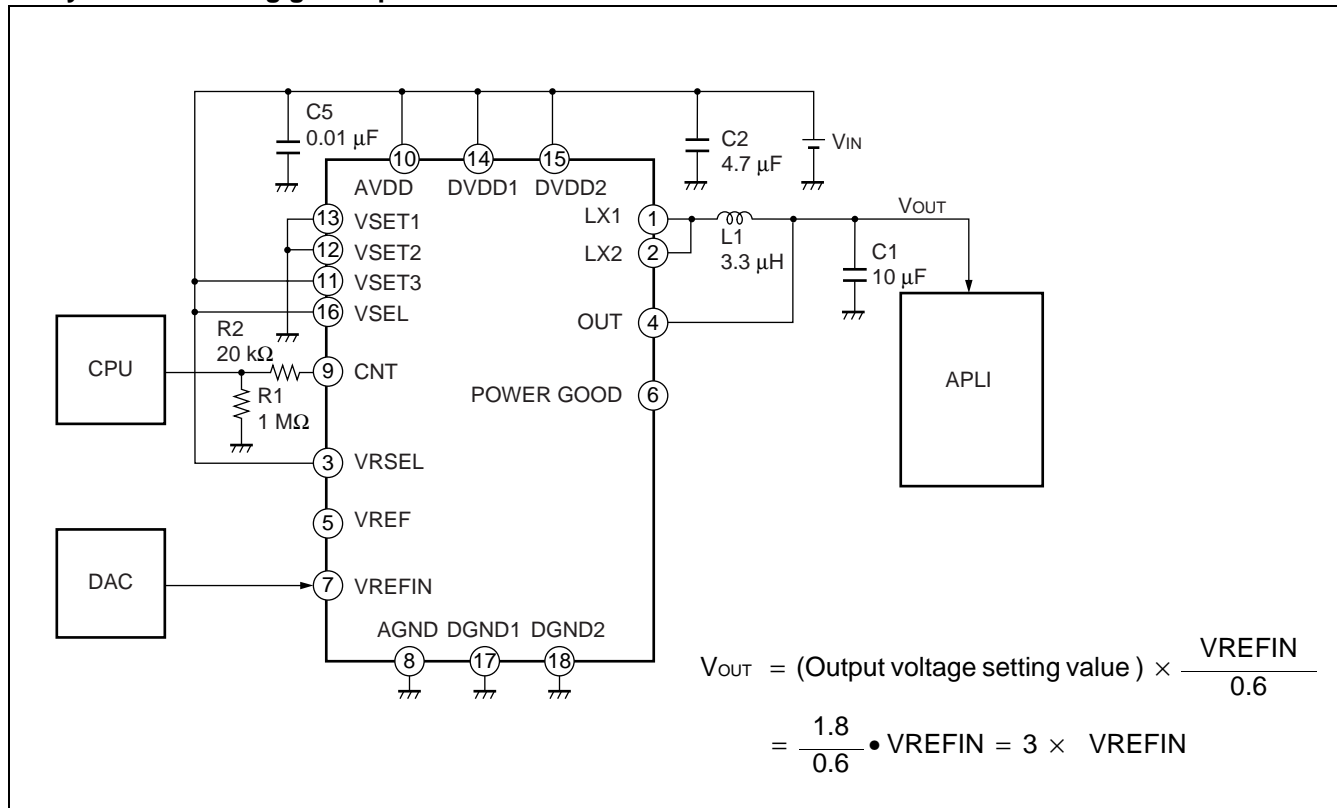 C5
0.01 μF
C2
4.7 μF
VIN
10
14
15
AVDD
DVDD1
DVDD2
13
VSET1
12
VSET2
11
VSET3
16
VSEL
LX1
1
LX2
2
L1
3.3 μH
VOUT
C1
10 μF
OUT
4
R2
20 kΩ
CPU
9
CNT
R1
1 MΩ
POWER GOOD
6
APLI
3
VRSEL
5
VREF
DAC
7
VREFIN
AGND
DGND1
DGND2
8
17
18
VOUT = (Output voltage setting value ) × VREFIN / 0.6
= 1.8 / 0.6 • VREFIN = 3 × VREFIN